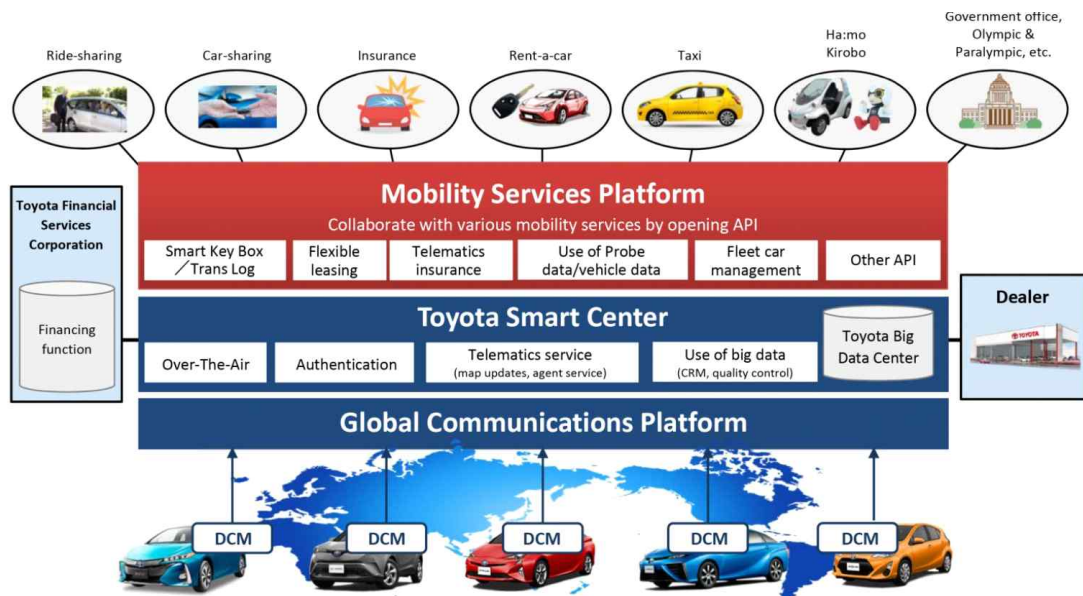 Ride-sharing
Car-sharing
Insurance
Rent-a-car
Taxi
Ha:mo
Kirobo
Government office,
Olympic &
Paralympic, etc.
Toyota Financial
Services
Corporation
Financing
function
Mobility Services Platform
Collaborate with various mobility services by opening API
Smart Key Box
／Trans Log
Flexible
leasing
Telematics
insurance
Use of Probe
data/vehicle data
Fleet car
management
Other API
Toyota Smart Center
Over-The-Air
Authentication
Telematics service
(map updates, agent service)
Use of big data
(CRM, quality control)
Toyota Big
Data Center
Dealer
TOYOTA
Global Communications Platform
DCM
DCM
DCM
DCM
DCM